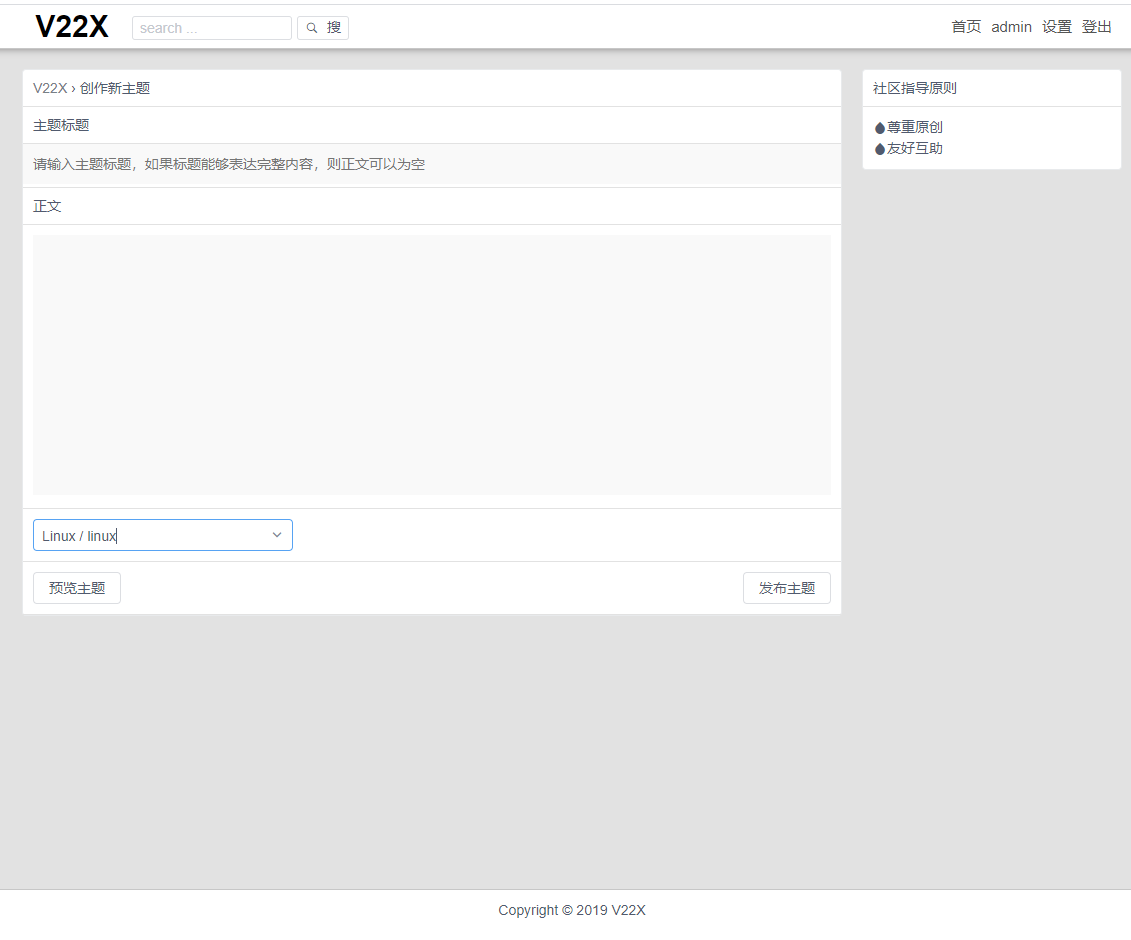 V22X search ... 搜 首页 admin 设置 登出
V22X › 创作新主题
主题标题
请输入主题标题，如果标题能够表达完整内容，则正文可以为空
正文
Linux / linux
预览主题 发布主题
社区指导原则
尊重原创
友好互助
Copyright © 2019 V22X